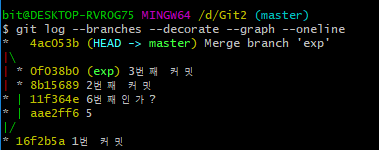 bit@DESKTOP-RVROG75 MINGW64 /d/Git2 (master)
$ git log --branches --decorate --graph --oneline
*   4ac053b (HEAD -> master) Merge branch 'exp'
|\
| * 0f038b0 (exp) 3번째 커밋
| * 8b15689 2번째 커밋
* | 11f364e 6번째인가?
* | aae2ff6 5
|/
* 16f2b5a 1번 커밋